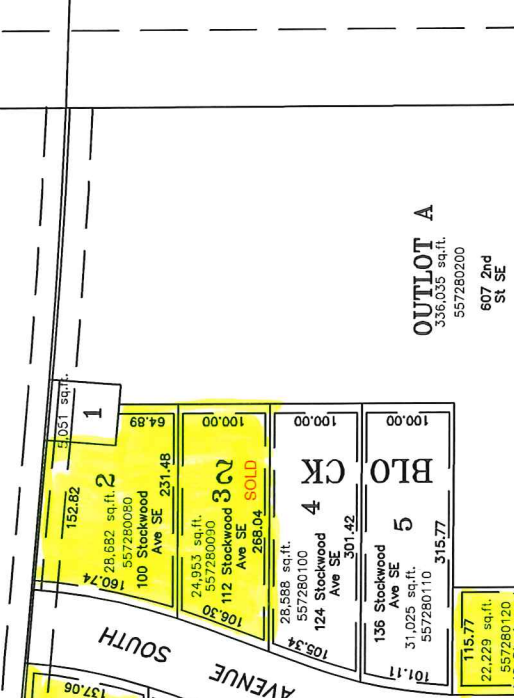 OUTLOT A
336,035 sq.ft.
557280200
607 2nd
St SE
5,051 sq.ft.
1
152.82
2
28,682 sq.ft.
557280080
100 Stockwood
Ave SE
231.48
64.89
160.74
24,953 sq.ft.
557280090
112 Stockwood
Ave SE
268.04
3
2
SOLD
100.00
106.30
BLOCK
4
28,588 sq.ft.
557280100
124 Stockwood
Ave SE
301.42
100.00
105.34
5
136 Stockwood
Ave SE
31,025 sq.ft.
557280110
315.77
100.00
101.11
SOUTH
AVENUE
137.06
115.77
22,229 sq.ft.
557280120